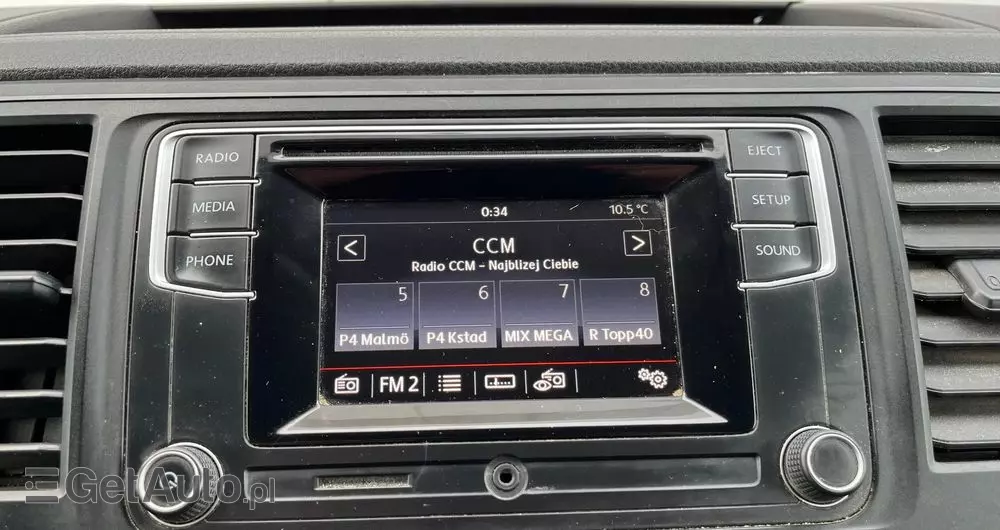 RADIO
MEDIA
PHONE
EJECT
SETUP
SOUND
0:34 10.5 °C
< CCM >
Radio CCM - Najblizej Ciebie
5 6 7 8
P4 Malmö P4 Kstad MIX MEGA R Topp40
FM 2
GetAuto.pl